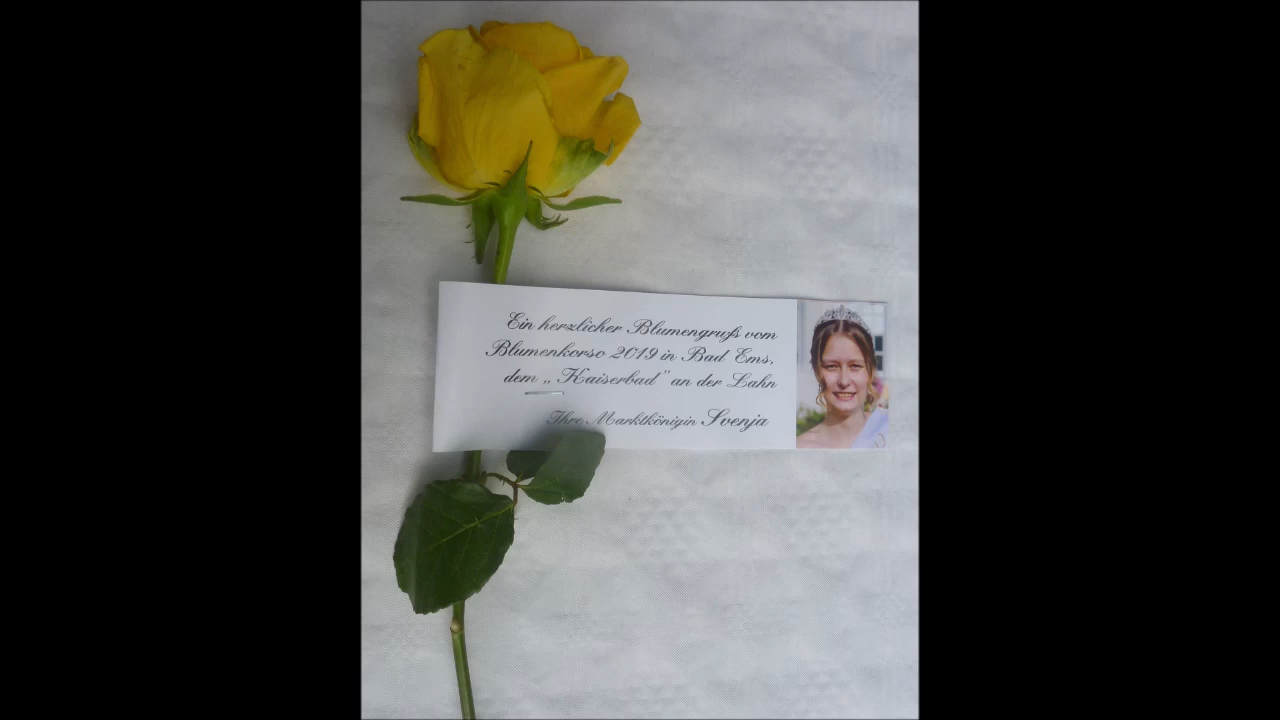 Ein herzlicher Blumengruß vom
Blumenkorso 2019 in Bad Ems,
dem „Kaiserbad" an der Lahn
Ihre Marktkönigin Svenja